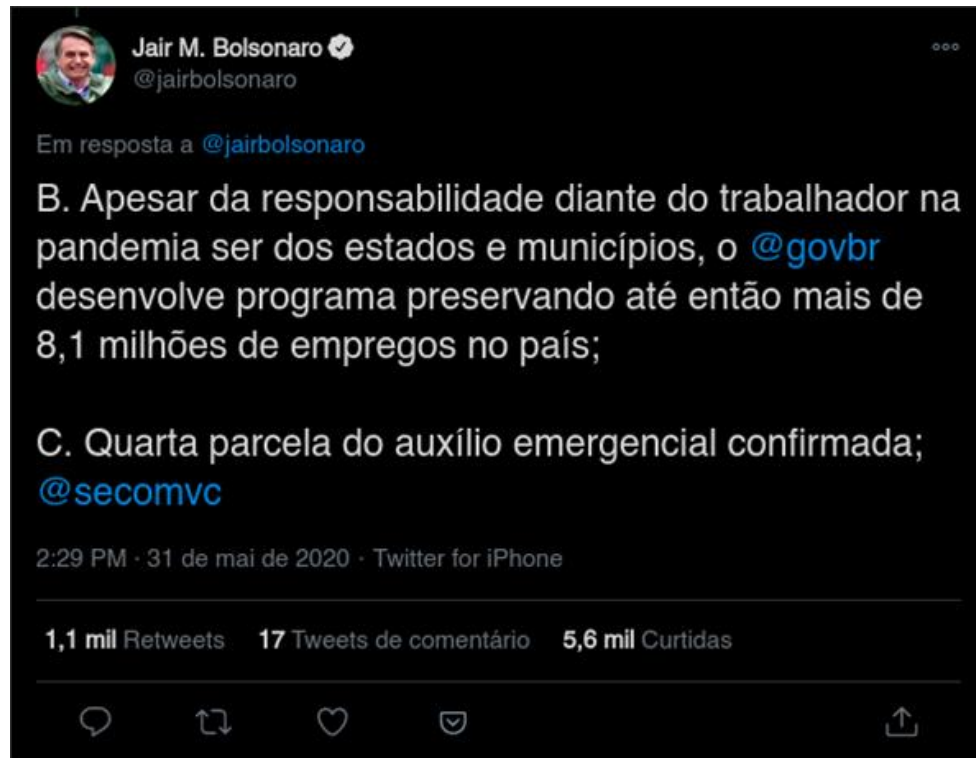 Jair M. Bolsonaro
@jairbolsonaro
Em resposta a @jairbolsonaro
B. Apesar da responsabilidade diante do trabalhador na
pandemia ser dos estados e municípios, o @govbr
desenvolve programa preservando até então mais de
8,1 milhões de empregos no país;
C. Quarta parcela do auxílio emergencial confirmada;
@secomvc
2:29 PM · 31 de mai de 2020 · Twitter for iPhone
1,1 mil Retweets 17 Tweets de comentário 5,6 mil Curtidas